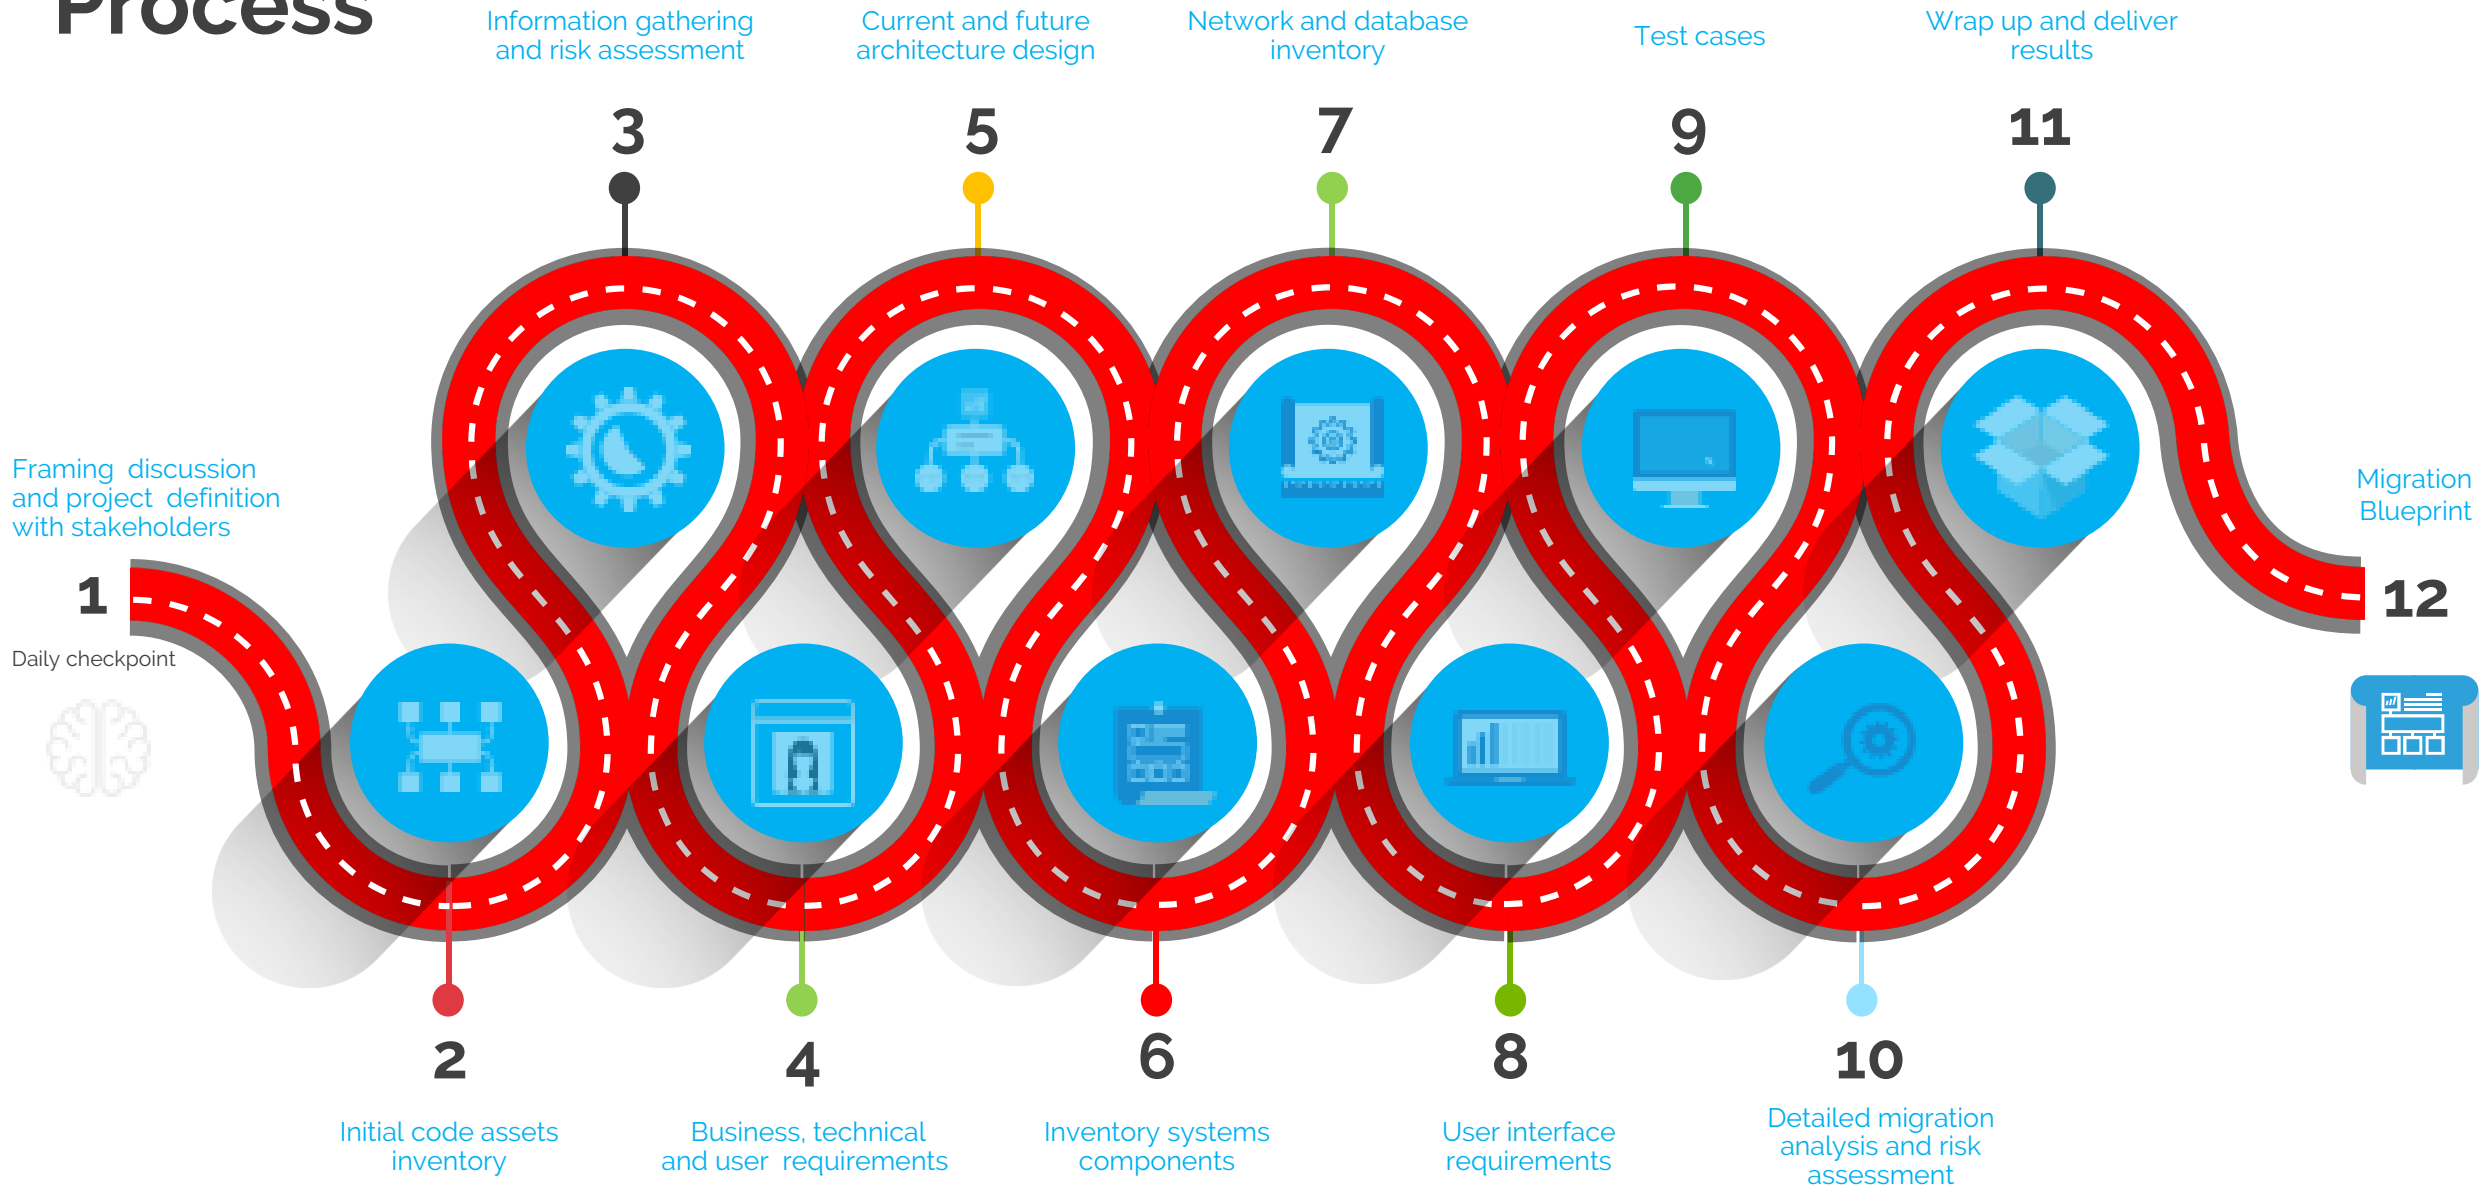 Process
Information gathering
and risk assessment
3
Current and future
architecture design
5
Network and database
inventory
7
Test cases
9
Wrap up and deliver
results
11
Framing  discussion
and project  definition
with stakeholders
1
Daily checkpoint
Migration
Blueprint
12
2
Initial code assets
inventory
4
Business, technical
and user  requirements
6
Inventory systems
components
8
User interface
requirements
10
Detailed migration
analysis and risk
assessment